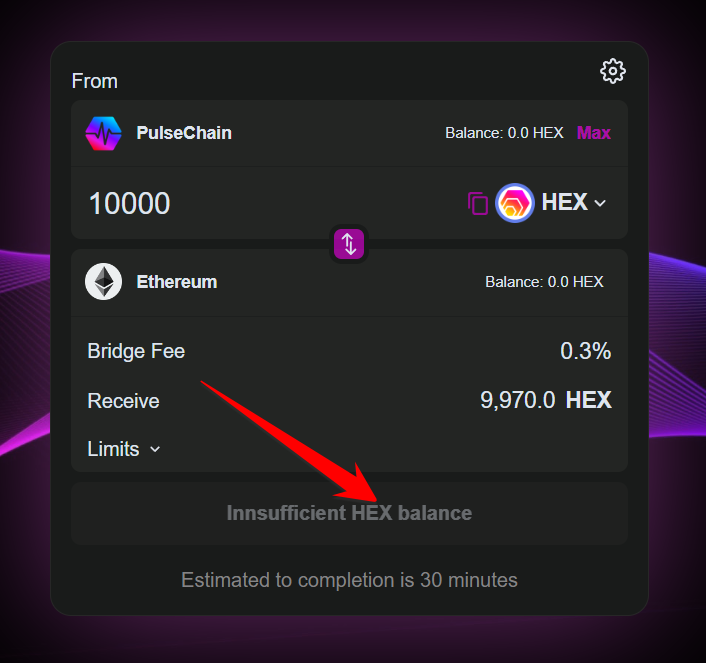 From
PulseChain Balance: 0.0 HEX Max
10000 HEX
Ethereum Balance: 0.0 HEX
Bridge Fee 0.3%
Receive 9,970.0 HEX
Limits
Innsufficient HEX balance
Estimated to completion is 30 minutes